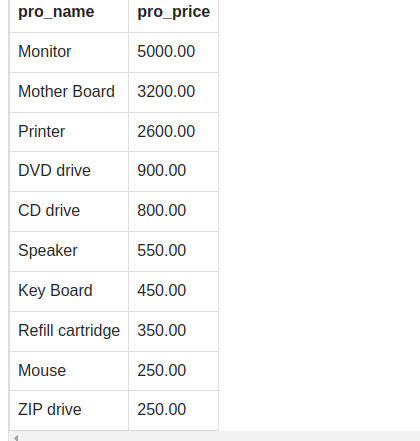 pro_name pro_price
Monitor 5000.00
Mother Board 3200.00
Printer 2600.00
DVD drive 900.00
CD drive 800.00
Speaker 550.00
Key Board 450.00
Refill cartridge 350.00
Mouse 250.00
ZIP drive 250.00